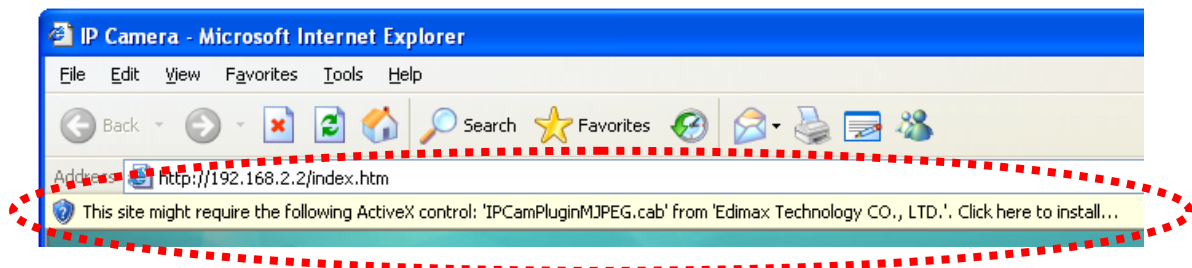 IP Camera - Microsoft Internet Explorer
File Edit View Favorites Tools Help
Back Search Favorites
Address http://192.168.2.2/index.htm
This site might require the following ActiveX control: 'IPCamPluginMJPEG.cab' from 'Edimax Technology CO., LTD.'. Click here to install...